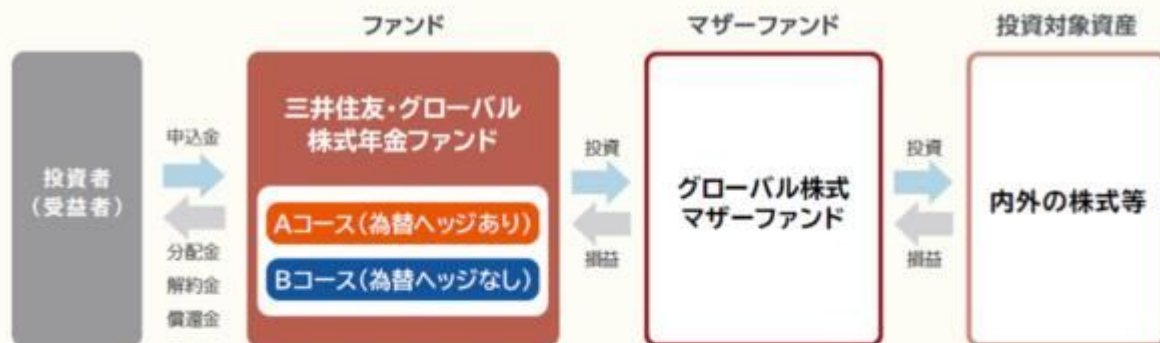 ファンド
マザーファンド
投資対象資産
投資者
(受益者)
申込金
分配金
解約金
償還金
三井住友・グローバル
株式年金ファンド
Aコース(為替ヘッジあり)
Bコース(為替ヘッジなし)
投資
損益
グローバル株式
マザーファンド
投資
損益
内外の株式等